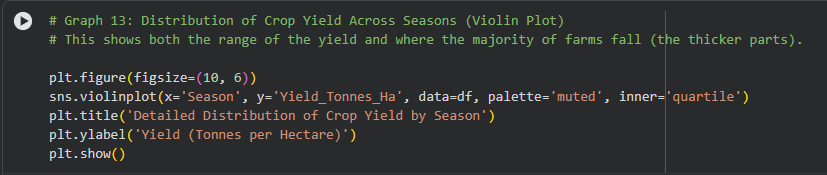 # Graph 13: Distribution of Crop Yield Across Seasons (Violin Plot)
# This shows both the range of the yield and where the majority of farms fall (the thicker parts).

plt.figure(figsize=(10, 6))
sns.violinplot(x='Season', y='Yield_Tonnes_Ha', data=df, palette='muted', inner='quartile')
plt.title('Detailed Distribution of Crop Yield by Season')
plt.ylabel('Yield (Tonnes per Hectare)')
plt.show()